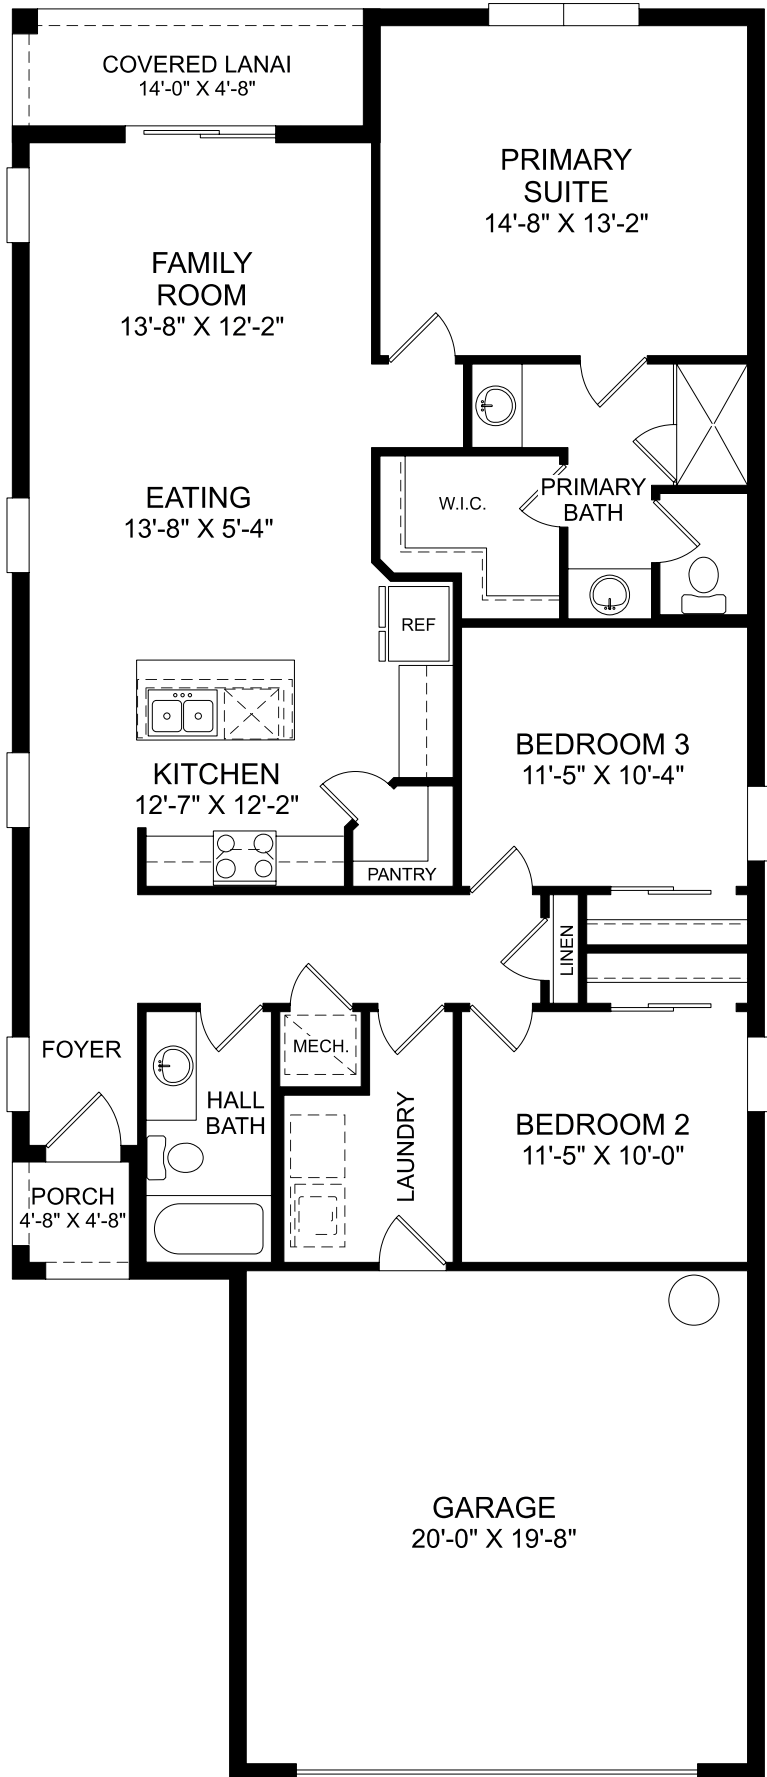 COVERED LANAI
14'-0" X 4'-8"
PRIMARY
SUITE
14'-8" X 13'-2"
FAMILY
ROOM
13'-8" X 12'-2"
EATING
13'-8" X 5'-4"
W.I.C.
PRIMARY
BATH
REF
BEDROOM 3
11'-5" X 10'-4"
KITCHEN
12'-7" X 12'-2"
PANTRY
LINEN
FOYER
MECH.
HALL
BATH
LAUNDRY
BEDROOM 2
11'-5" X 10'-0"
PORCH
4'-8" X 4'-8"
GARAGE
20'-0" X 19'-8"